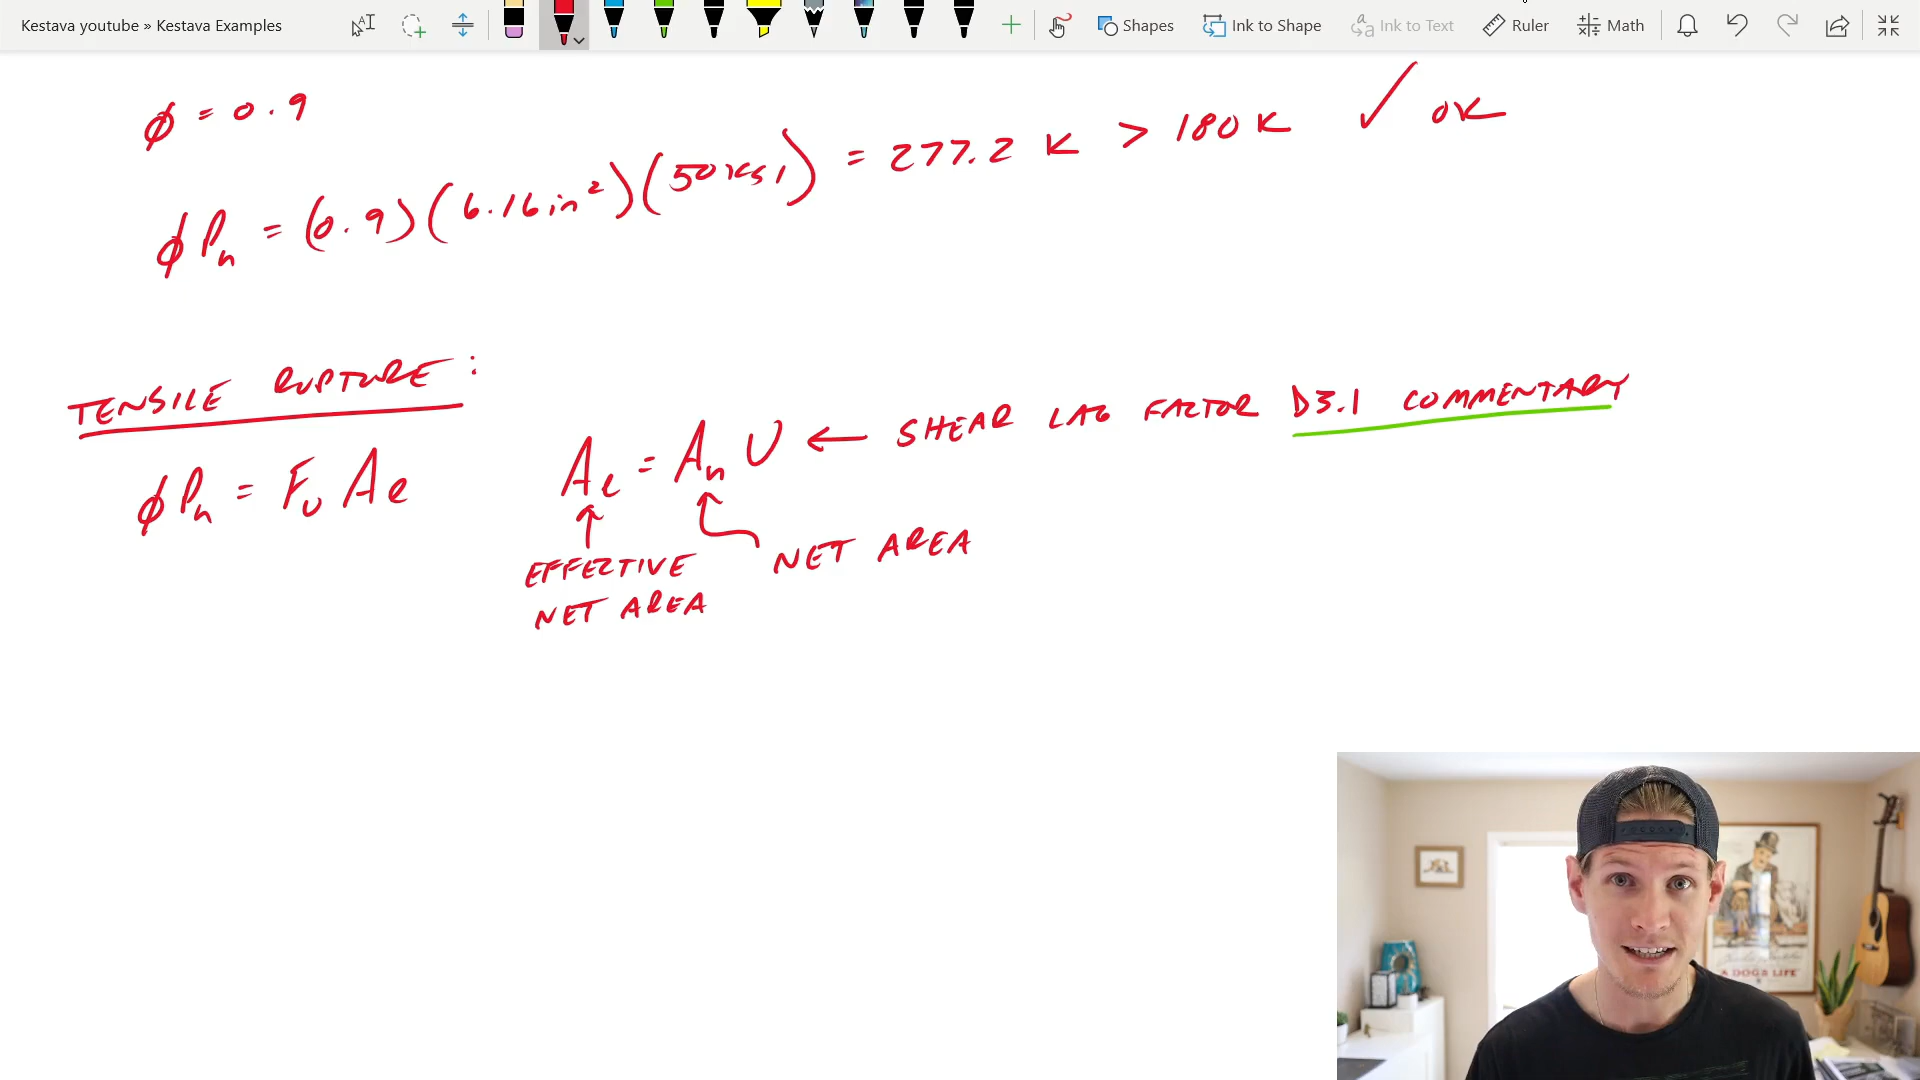 Kestava youtube » Kestava Examples
Shapes
Ink to Shape
Ink to Text
Ruler
Math
ϕ = 0.9
ϕPn = (0.9)(6.16in²)(50ksi) = 277.2 K > 180 K ✓ OK
TENSILE RUPTURE:
ϕPn = Fu Ae
Ae = An U ← SHEAR LAG FACTOR D3.1 COMMENTARY
EFFECTIVE
NET AREA
NET AREA
A DOG'S LIFE